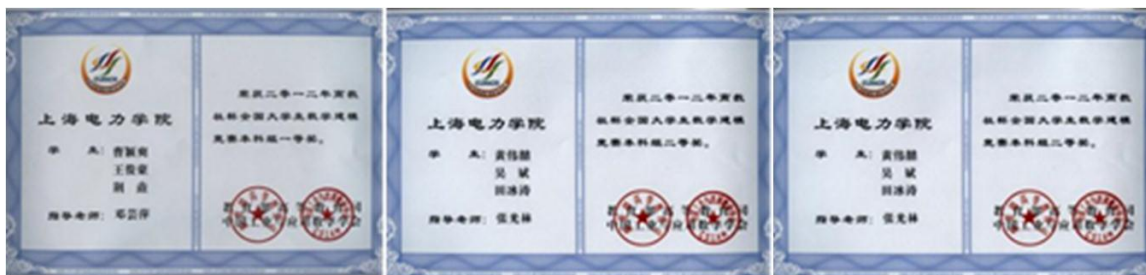 上海电力学院
学 生:曹颖爽
王俊豪
荆 焱
指导老师:邓芸萍
荣获二零一二年高教
社杯全国大学生数学建模
竞赛本科组一等奖。
上海电力学院
学 生:黄伟
吴 斌
田冰涛
指导老师:张光林
荣获二零一二年高教
社杯全国大学生数学建模
竞赛本科组二等奖。
上海电力学院
学 生:黄伟
吴 斌
田冰涛
指导老师:张光林
荣获二零一二年高教
社杯全国大学生数学建模
竞赛本科组二等奖。